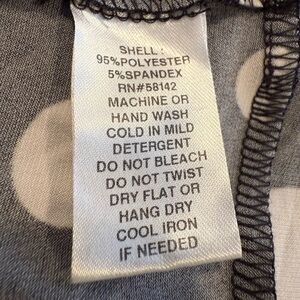 SHELL:
95%POLYESTER
5%SPANDEX
RN#58142
MACHINE OR
HAND WASH
COLD IN MILD
DETERGENT
DO NOT BLEACH
DO NOT TWIST
DRY FLAT OR
HANG DRY
COOL IRON
IF NEEDED